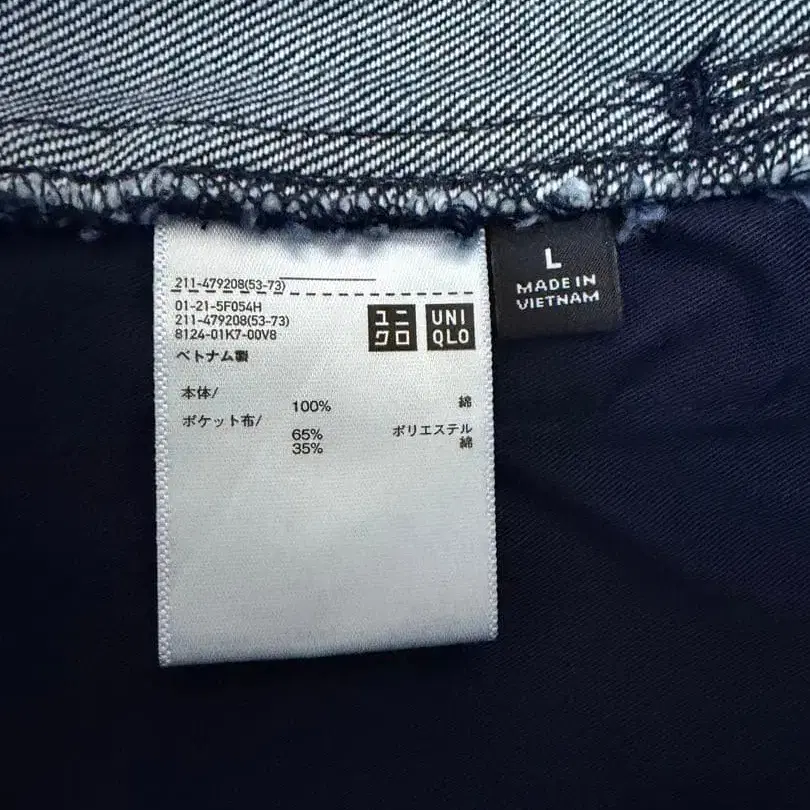 211-479208(53-73)
01-21-5F054H
211-479208(53-73)
8124-01K7-00V8
ベトナム製
ユニ
クロ
UNI
QLO
本体/
100% 綿
ポケット布/
65% ポリエステル
35% 綿
L
MADE IN
VIETNAM